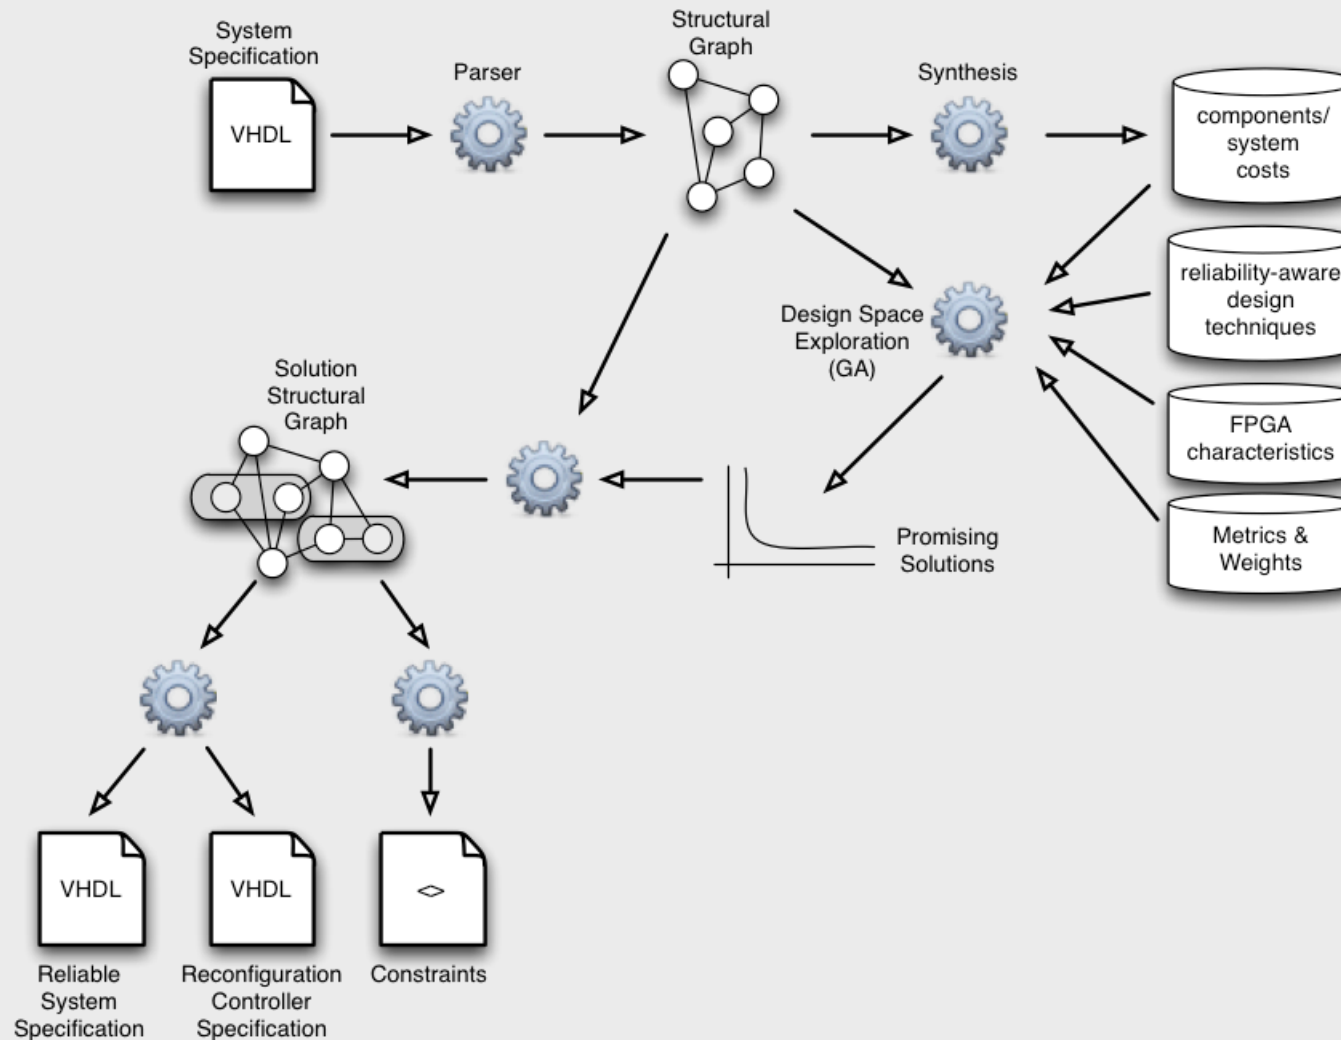 System
Specification
VHDL
Parser
Structural
Graph
Synthesis
components/
system
costs
reliability-aware
design
techniques
Design Space
Exploration
(GA)
FPGA
characteristics
Metrics &
Weights
Solution
Structural
Graph
Promising
Solutions
VHDL
VHDL
<>
Reliable
System
Specification
Reconfiguration
Controller
Specification
Constraints